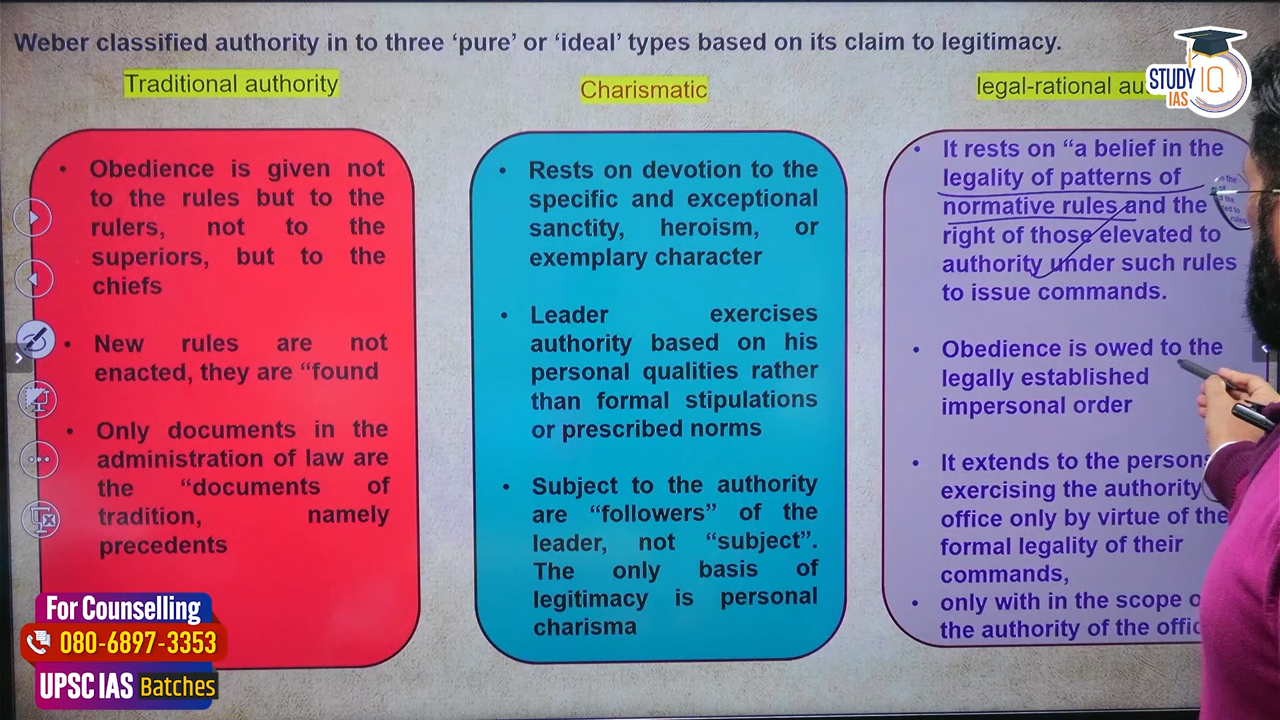 Weber classified authority in to three ‘pure’ or ‘ideal’ types based on its claim to legitimacy.
Traditional authority
• Obedience is given not
to the rules but to the
rulers, not to the
superiors, but to the
chiefs
• New rules are not
enacted, they are “found
• Only documents in the
administration of law are
the “documents of
tradition, namely
precedents
Charismatic
• Rests on devotion to the
specific and exceptional
sanctity, heroism, or
exemplary character
• Leader exercises
authority based on his
personal qualities rather
than formal stipulations
or prescribed norms
• Subject to the authority
are “followers” of the
leader, not “subject”.
The only basis of
legitimacy is personal
charisma
legal-rational
• It rests on “a belief in the
legality of patterns of
normative rules and the
right of those elevated to
authority under such rules
to issue commands.
• Obedience is owed to the
legally established
impersonal order
• It extends to the persons
exercising the authority
office only by virtue of the
formal legality of their
commands,
• only with in the scope
the authority of the
STUDY IQ
IAS
For Counselling
080-6897-3353
UPSC IAS Batches